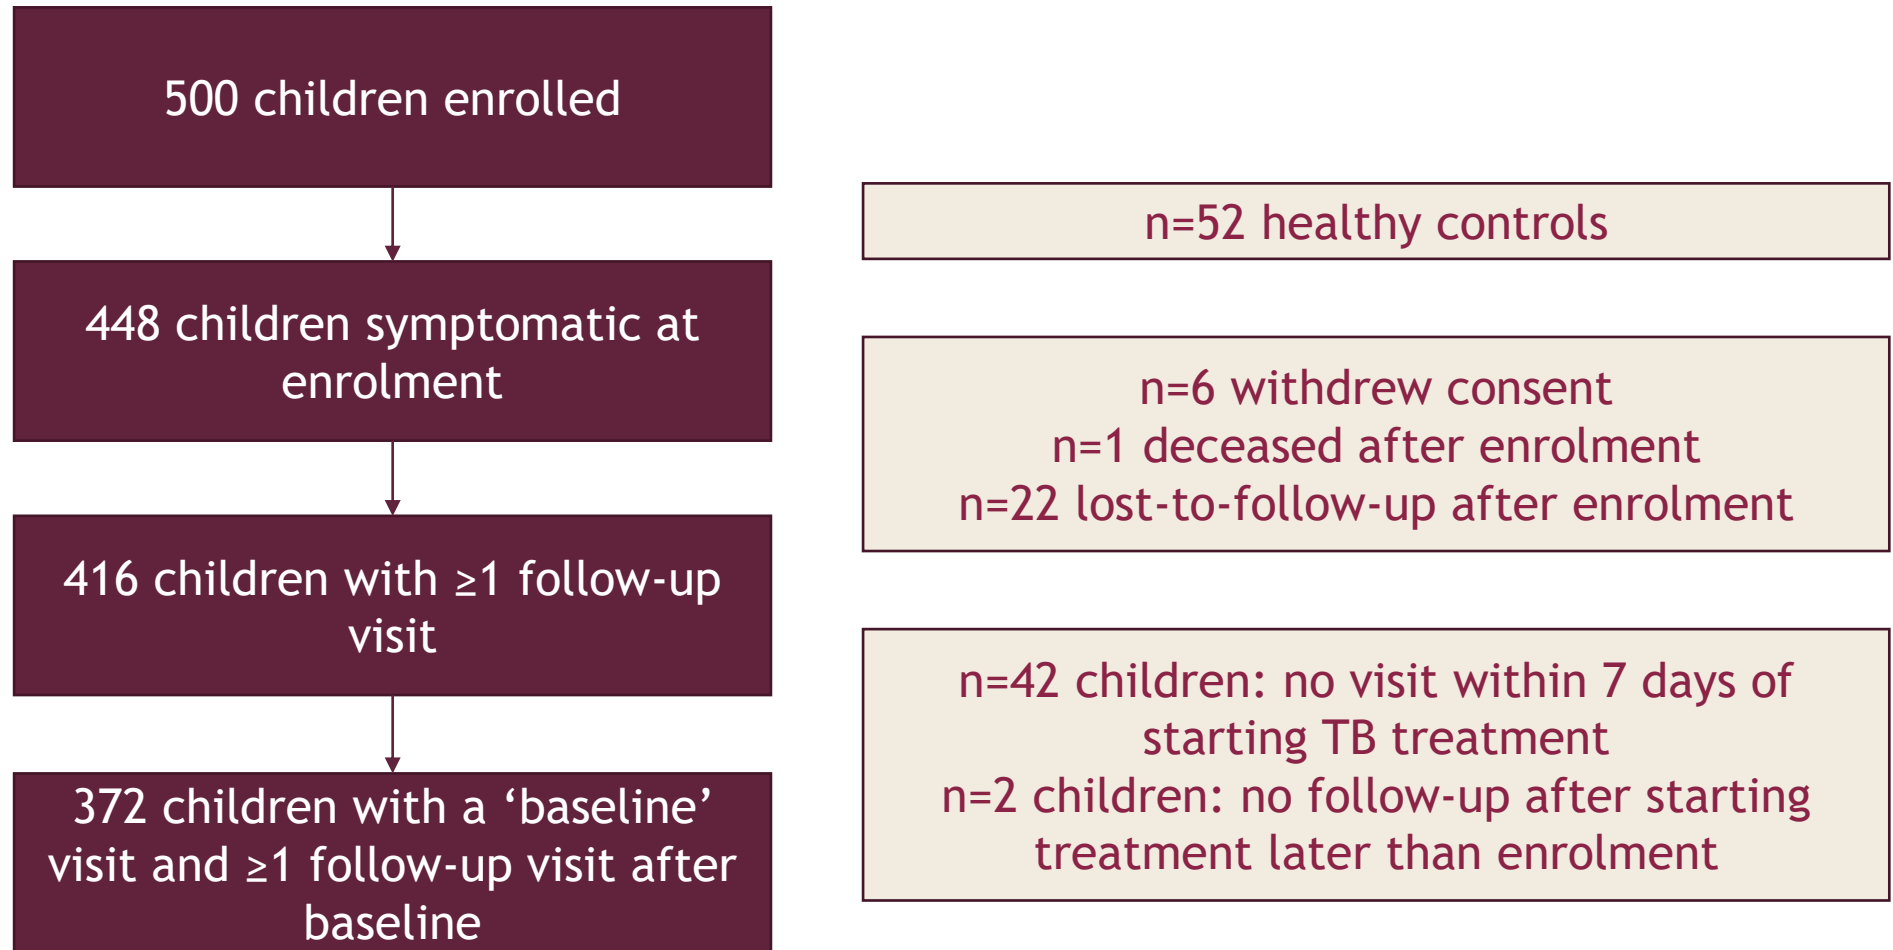 500 children enrolled
n=52 healthy controls
448 children symptomatic at
enrolment
n=6 withdrew consent
n=1 deceased after enrolment
n=22 lost-to-follow-up after enrolment
416 children with ≥1 follow-up
visit
n=42 children: no visit within 7 days of
starting TB treatment
n=2 children: no follow-up after starting
treatment later than enrolment
372 children with a ‘baseline’
visit and ≥1 follow-up visit after
baseline